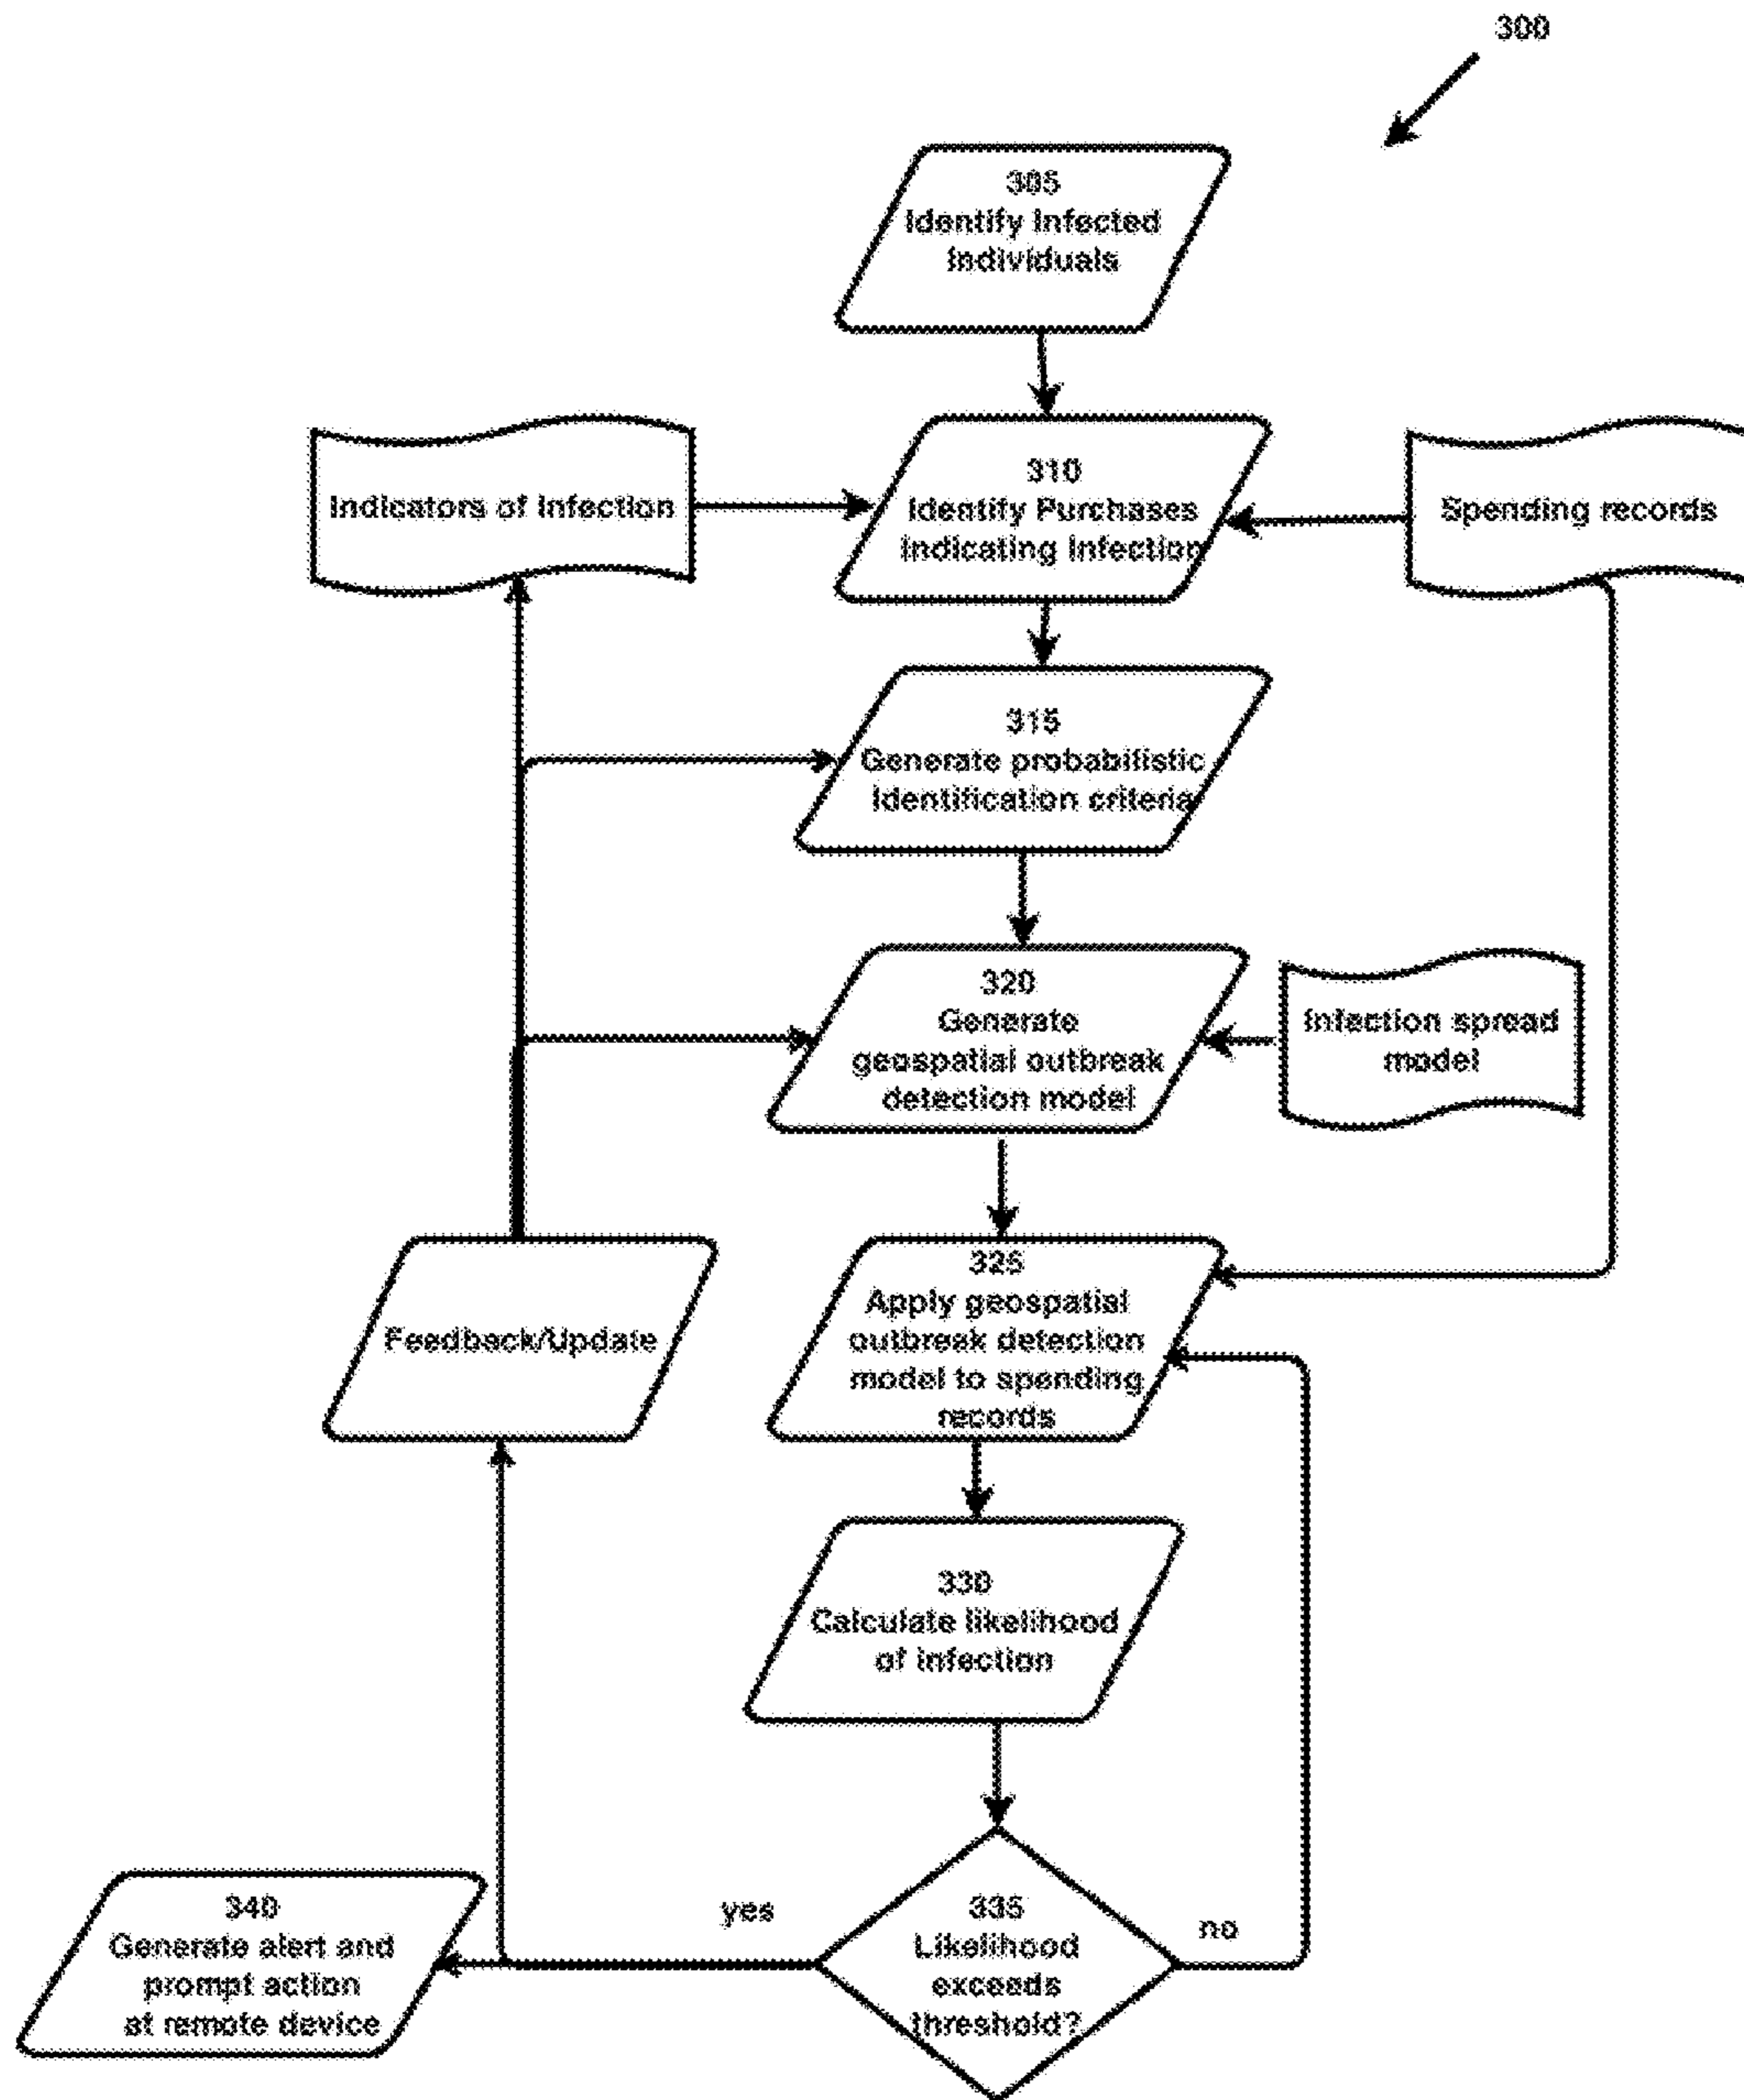 300
305
Identify Infected
Individuals
Indicators of Infection
310
Identify Purchases
Indicating Infection
Spending records
315
Generate probabilistic
Identification criteria
320
Generate
geospatial outbreak
detection model
Infection spread
model
Feedback/Update
325
Apply geospatial
outbreak detection
model to spending
records
330
Calculate likelihood
of infection
340
Generate alert and
prompt action
at remote device
yes
335
Likelihood
exceeds
threshold?
no